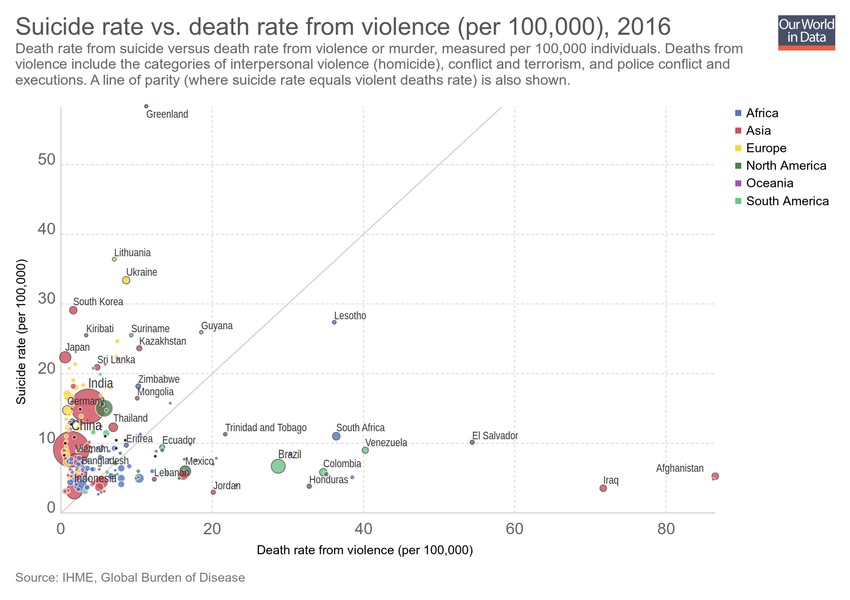 Suicide rate vs. death rate from violence (per 100,000), 2016
Our World
in Data
Death rate from suicide versus death rate from violence or murder, measured per 100,000 individuals. Deaths from
violence include the categories of interpersonal violence (homicide), conflict and terrorism, and police conflict and
executions. A line of parity (where suicide rate equals violent deaths rate) is also shown.
Africa
Asia
Europe
North America
Oceania
South America
Suicide rate (per 100,000)
50
40
30
20
10
0
Greenland
Lithuania
Ukraine
South Korea
Lesotho
Kiribati
Suriname
Guyana
Kazakhstan
Japan
Sri Lanka
India
Zimbabwe
Mongolia
Germany
Thailand
China
Trinidad and Tobago
South Africa
Eritrea
Ecuador
El Salvador
Vietnam
Venezuela
Bangladesh
Mexico
Brazil
Colombia
Afghanistan
Indonesia
Lebanon
Jordan
Honduras
Iraq
0
20
40
60
80
Death rate from violence (per 100,000)
Source: IHME, Global Burden of Disease